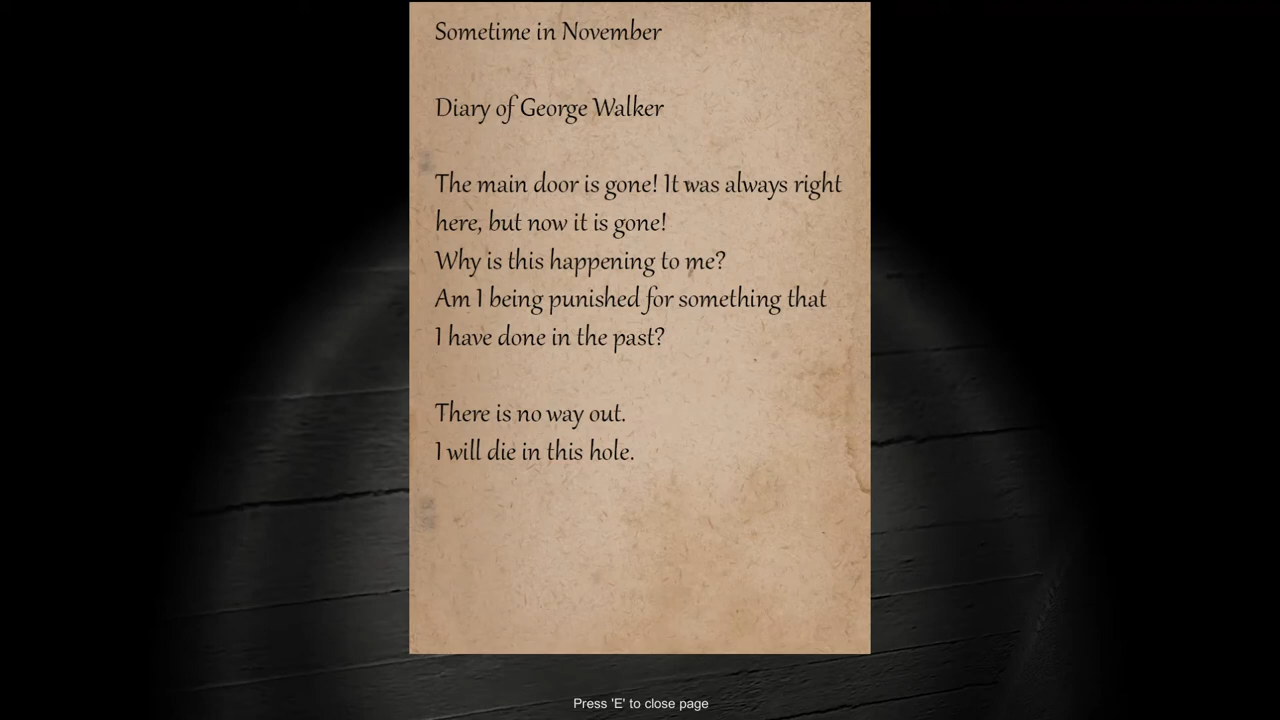 Sometime in November
Diary of George Walker
The main door is gone! It was always right
here, but now it is gone!
Why is this happening to me?
Am I being punished for something that
I have done in the past?
There is no way out.
I will die in this hole.
Press 'E' to close page